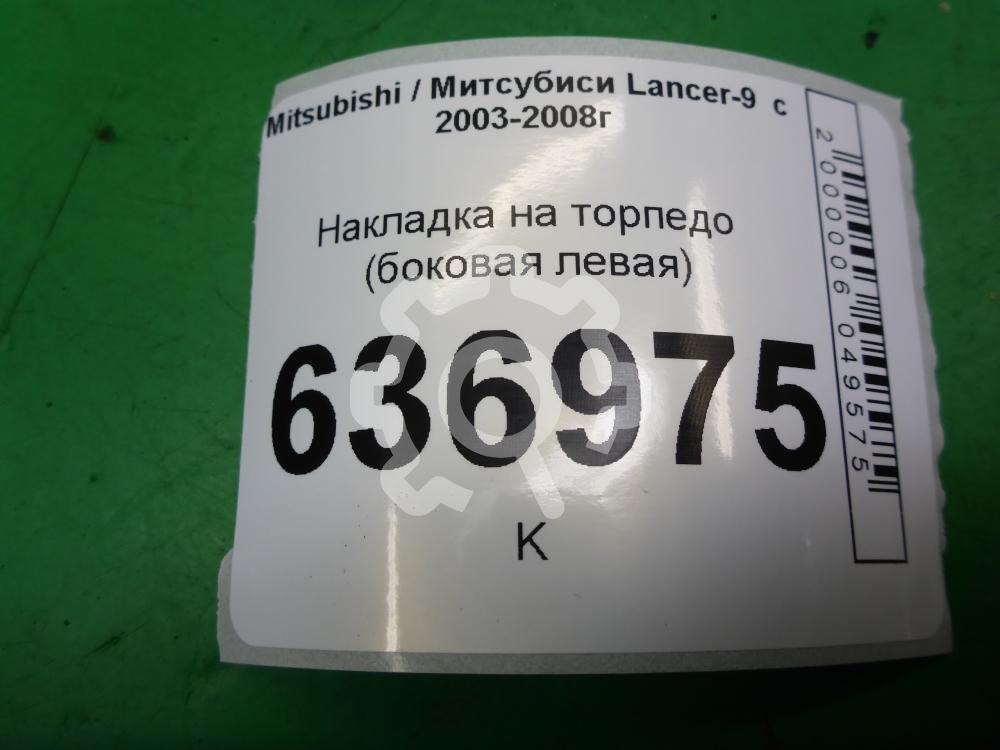 Mitsubishi / Митсубиси Lancer-9 с
2003-2008г
Накладка на торпедо
(боковая левая)
636975
К
2000006049575